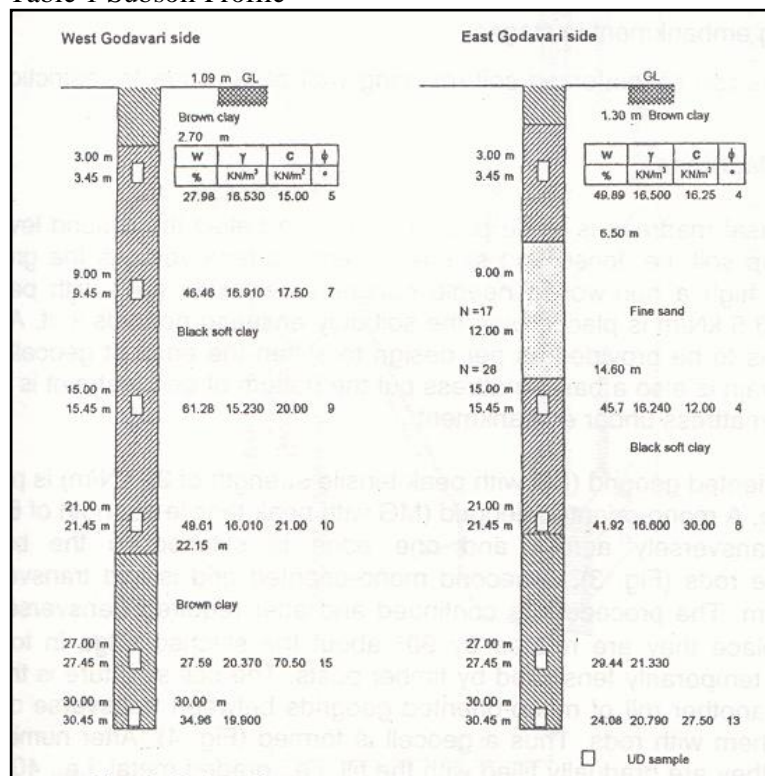 Table 1 Subsoil Profile
West Godavari side
1.09 m GL
Brown clay
2.70 m
3.00 m
3.45 m
W γ C ϕ
% KN/m³ KN/m² °
27.98 16.530 15.00 5
9.00 m
9.45 m
46.46 16.910 17.50 7
Black soft clay
15.00 m
15.45 m
61.28 15.230 20.00 9
21.00 m
21.45 m
49.61 16.010 21.00 10
22.15 m
Brown clay
27.00 m
27.45 m
27.59 20.370 70.50 15
30.00 m
30.45 m
30.00 m
34.96 19.900
East Godavari side
GL
1.30 m Brown clay
3.00 m
3.45 m
W γ C ϕ
% KN/m³ KN/m² °
49.89 16.500 16.25 4
6.50 m
9.00 m
N = 17
Fine sand
12.00 m
N = 28
14.60 m
15.00 m
15.45 m
45.7 16.240 12.00 4
Black soft clay
21.00 m
21.45 m
41.92 16.600 30.00 8
27.00 m
27.45 m
29.44 21.330
30.00 m
30.45 m
24.08 20.790 27.50 13
UD sample